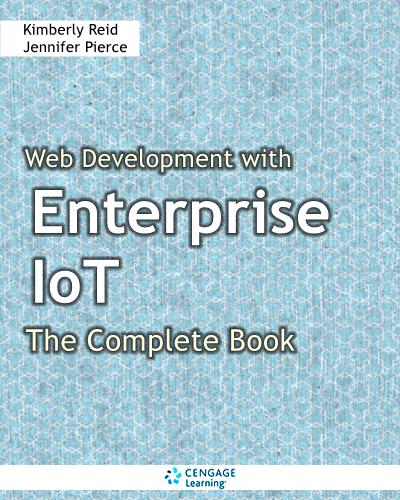 Kimberly Reid
Jennifer Pierce
Web Development with
Enterprise
IoT
The Complete Book
CENGAGE
Learning